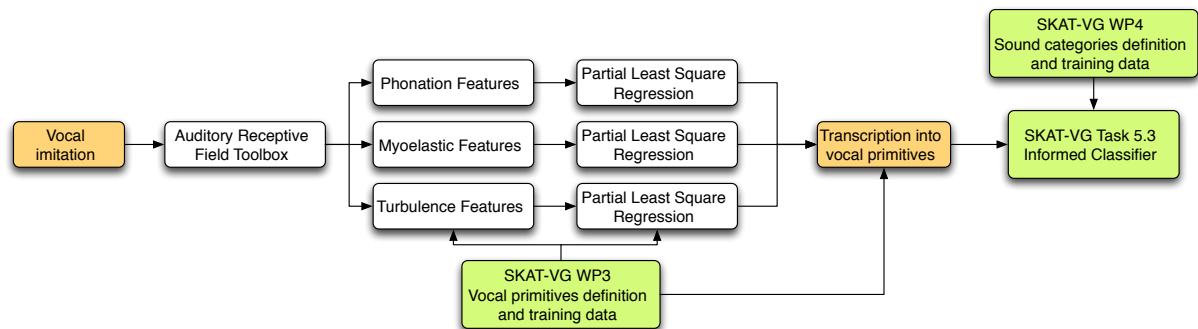 SKAT-VG WP4
Sound categories definition
and training data
Phonation Features
Partial Least Square
Regression
Vocal
imitation
Auditory Receptive
Field Toolbox
Myoelastic Features
Partial Least Square
Regression
Transcription into
vocal primitives
SKAT-VG Task 5.3
Informed Classifier
Turbulence Features
Partial Least Square
Regression
SKAT-VG WP3
Vocal primitives definition
and training data